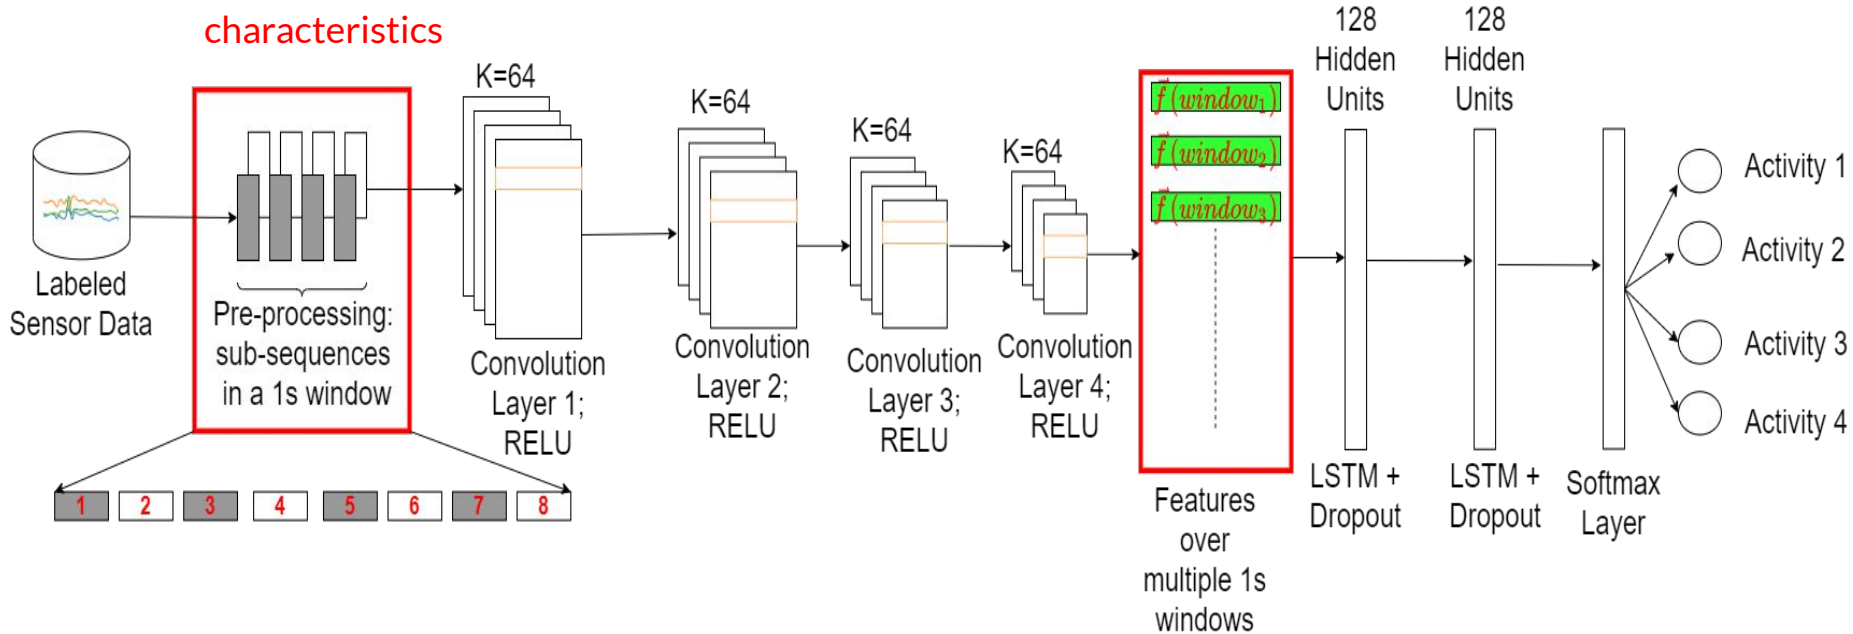 characteristics
Labeled
Sensor Data
Pre-processing:
sub-sequences
in a 1s window
1 2 3 4 5 6 7 8
K=64
Convolution
Layer 1;
RELU
K=64
Convolution
Layer 2;
RELU
K=64
Convolution
Layer 3;
RELU
K=64
Convolution
Layer 4;
RELU
f⃗ (window₁)
f⃗ (window₂)
f⃗ (window₃)
Features
over
multiple 1s
windows
128
Hidden
Units
LSTM +
Dropout
128
Hidden
Units
LSTM +
Dropout
Softmax
Layer
Activity 1
Activity 2
Activity 3
Activity 4